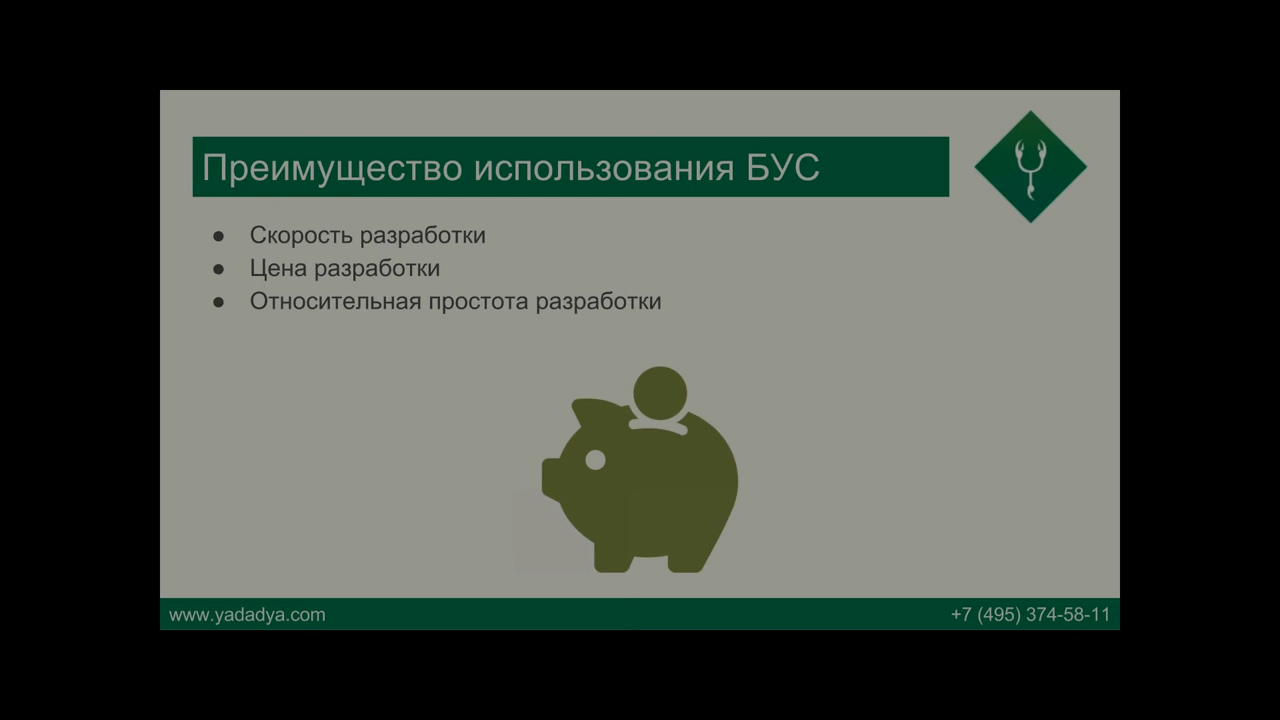 Преимущество использования БУС
● Скорость разработки
● Цена разработки
● Относительная простота разработки
www.yadadya.com
+7 (495) 374-58-11